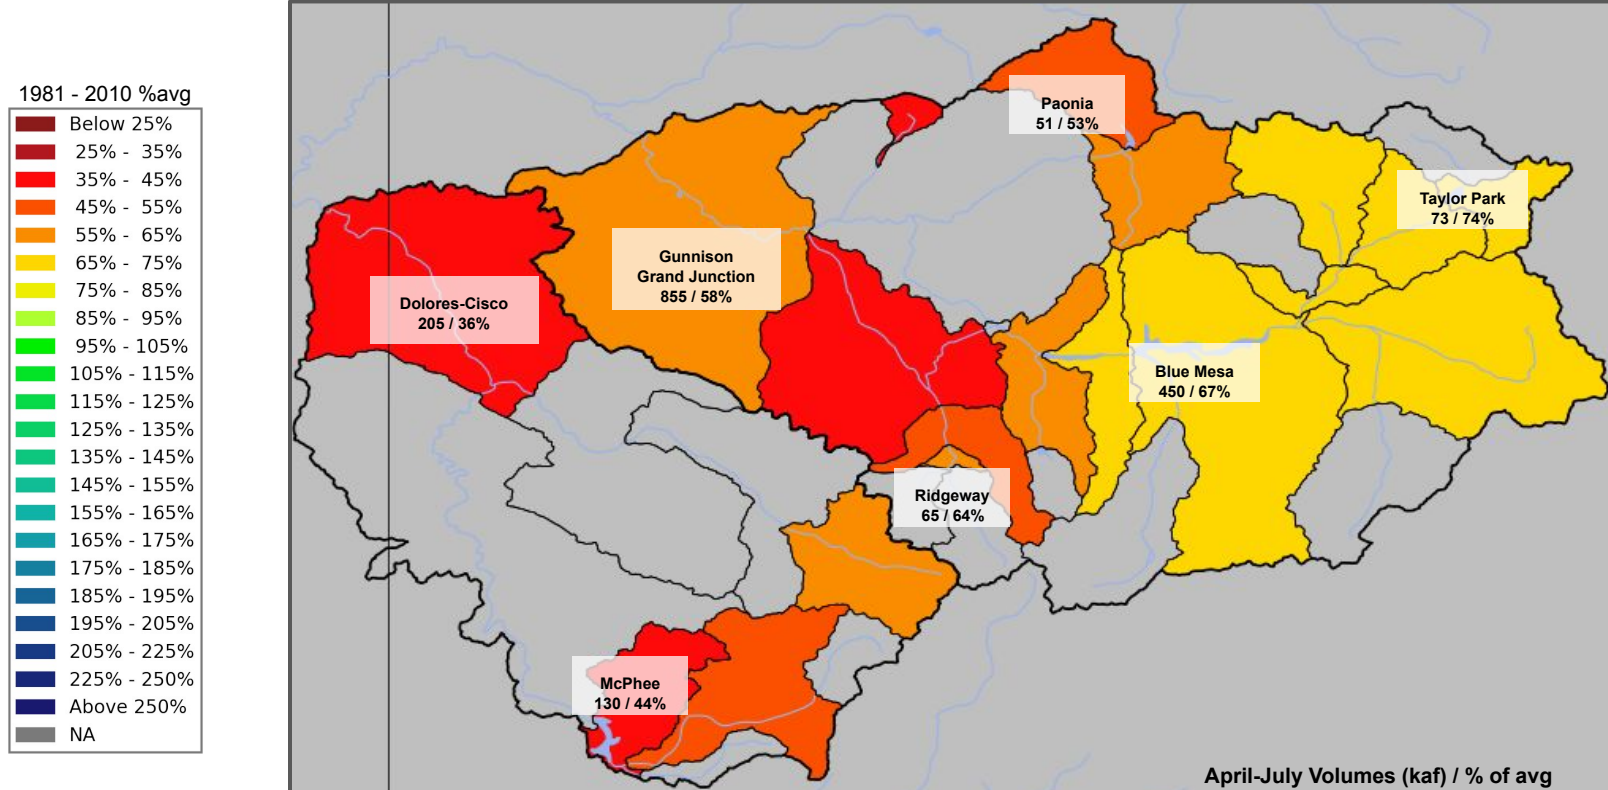 1981 - 2010 %avg
Below 25%
25% - 35%
35% - 45%
45% - 55%
55% - 65%
65% - 75%
75% - 85%
85% - 95%
95% - 105%
105% - 115%
115% - 125%
125% - 135%
135% - 145%
145% - 155%
155% - 165%
165% - 175%
175% - 185%
185% - 195%
195% - 205%
205% - 225%
225% - 250%
Above 250%
NA
Paonia
51 / 53%
Taylor Park
73 / 74%
Gunnison
Grand Junction
855 / 58%
Dolores-Cisco
205 / 36%
Blue Mesa
450 / 67%
Ridgeway
65 / 64%
McPhee
130 / 44%
April-July Volumes (kaf) / % of avg